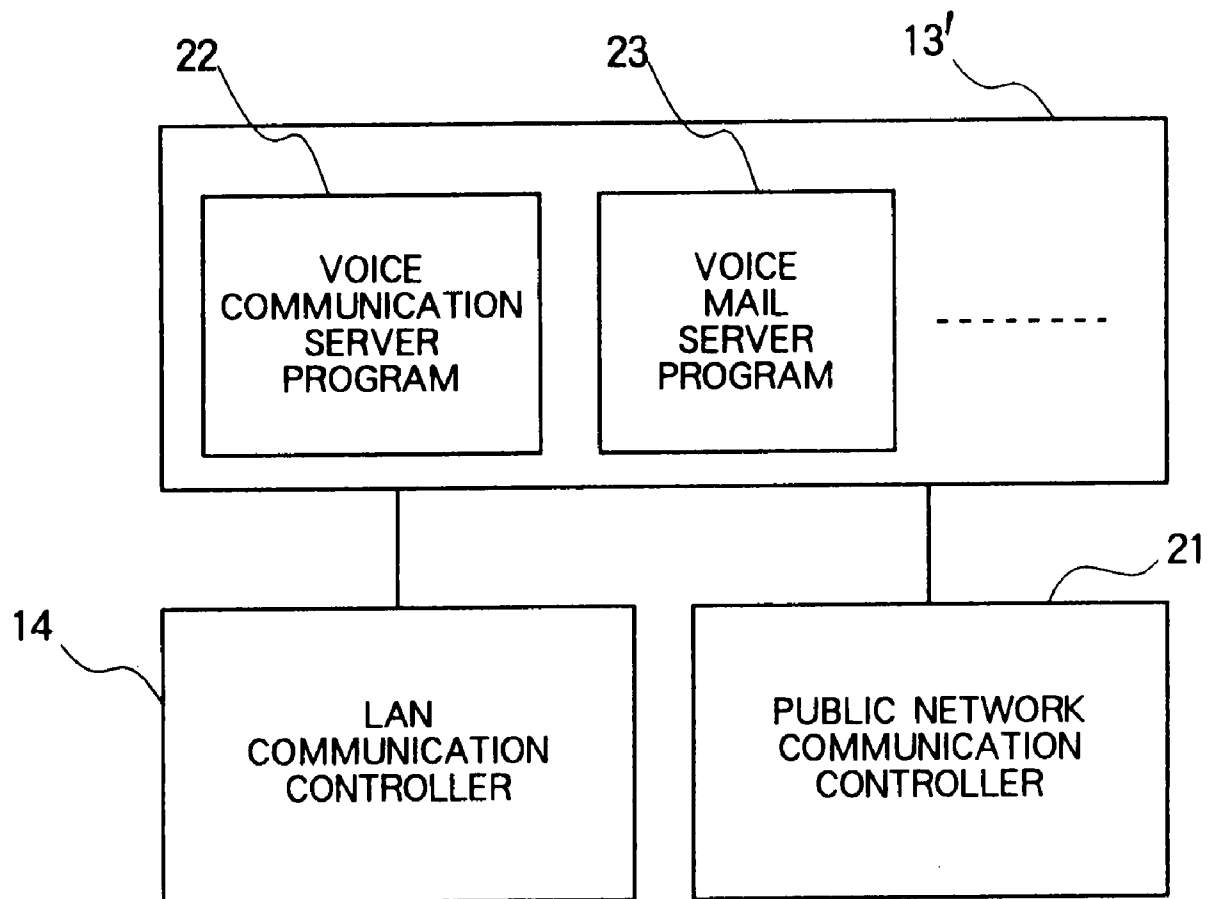 22
23
13'
VOICE
COMMUNICATION
SERVER
PROGRAM
VOICE
MAIL
SERVER
PROGRAM
21
14
LAN
COMMUNICATION
CONTROLLER
PUBLIC NETWORK
COMMUNICATION
CONTROLLER